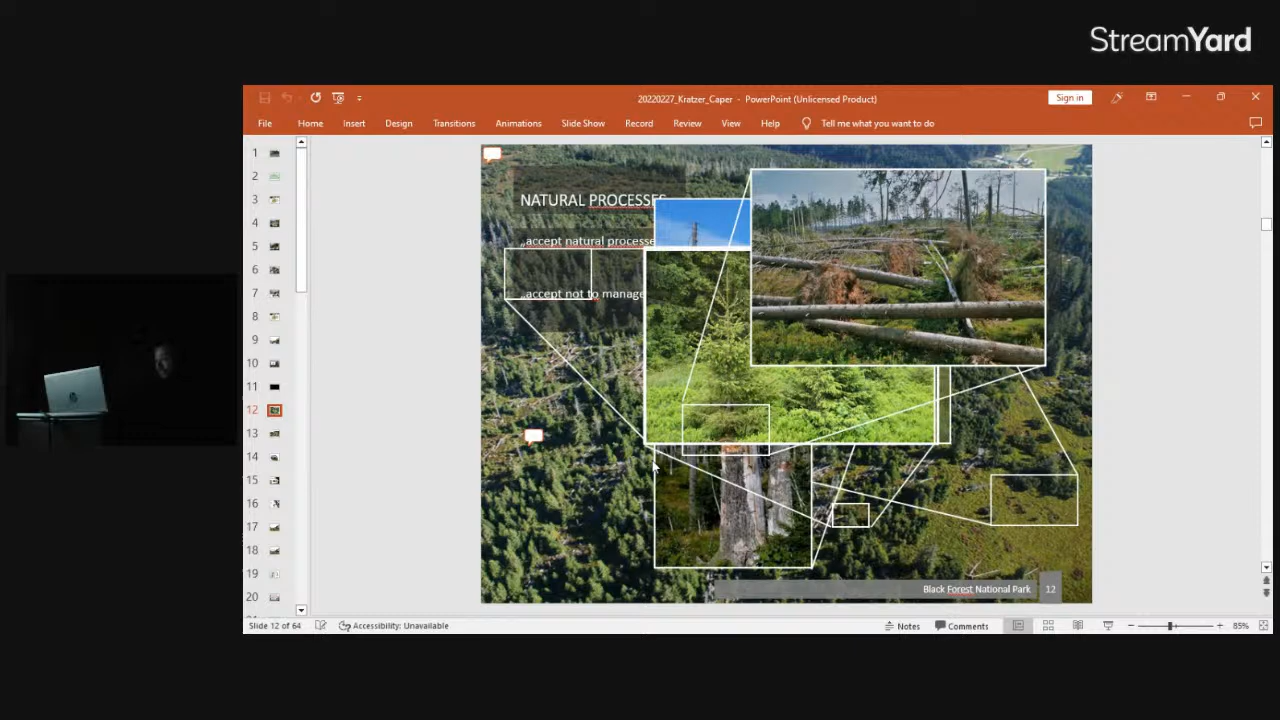 StreamYard
20220227_Kratzer_Caper - PowerPoint (Unlicensed Product)
Sign in
File Home Insert Design Transitions Animations Slide Show Record Review View Help Tell me what you want to do
1
2
3
4
5
6
7
8
9
10
11
12
13
14
15
16
17
18
19
20
NATURAL PROCESSES
„accept natural processe
„accept not to manage
Black Forest National Park 12
Slide 12 of 64 Accessibility: Unavailable Notes Comments 85%